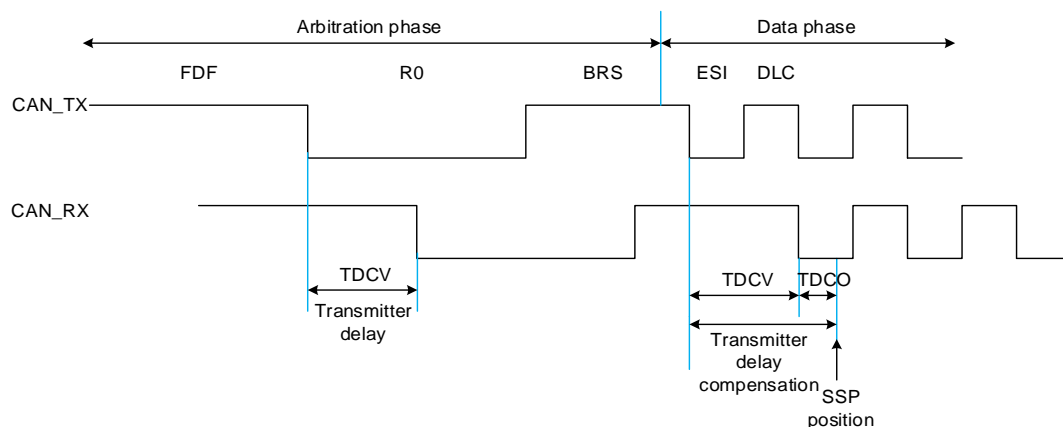 Arbitration phase
Data phase
FDF
R0
BRS
ESI
DLC
CAN_TX
CAN_RX
TDCV
Transmitter
delay
TDCV
TDCO
Transmitter
delay
compensation
SSP
position